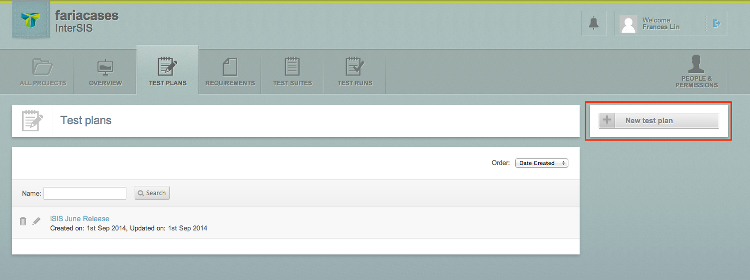 fariacases
InterSIS
Welcome
Frances Lin
ALL PROJECTS
OVERVIEW
TEST PLANS
REQUIREMENTS
TEST SUITES
TEST RUNS
PEOPLE &
PERMISSIONS
Test plans
New test plan
Order: Date Created
Name: Search
ISIS June Release
Created on: 1st Sep 2014, Updated on: 1st Sep 2014